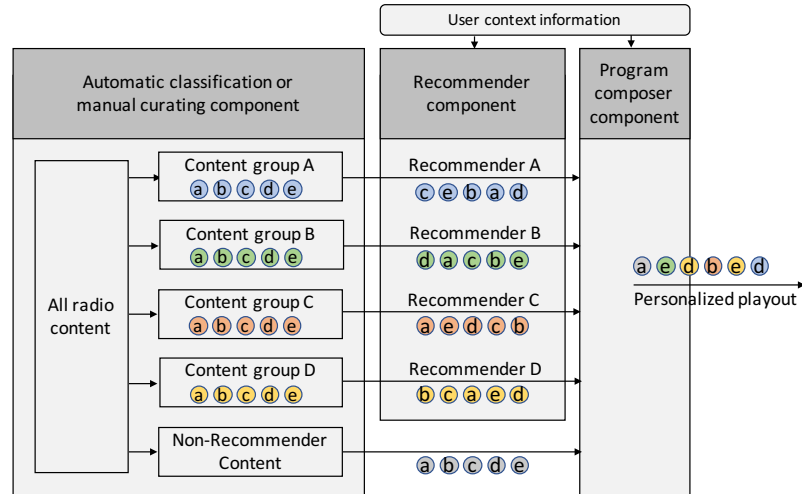 User context information
Automatic classification or
manual curating component
Recommender
component
Program
composer
component
All radio
content
Content group A
a b c d e
Recommender A
c e b a d
Content group B
a b c d e
Recommender B
d a c b e
Content group C
a b c d e
Recommender C
a e d c b
Content group D
a b c d e
Recommender D
b c a e d
Non-Recommender
Content
a b c d e
a e d b e d
Personalized playout